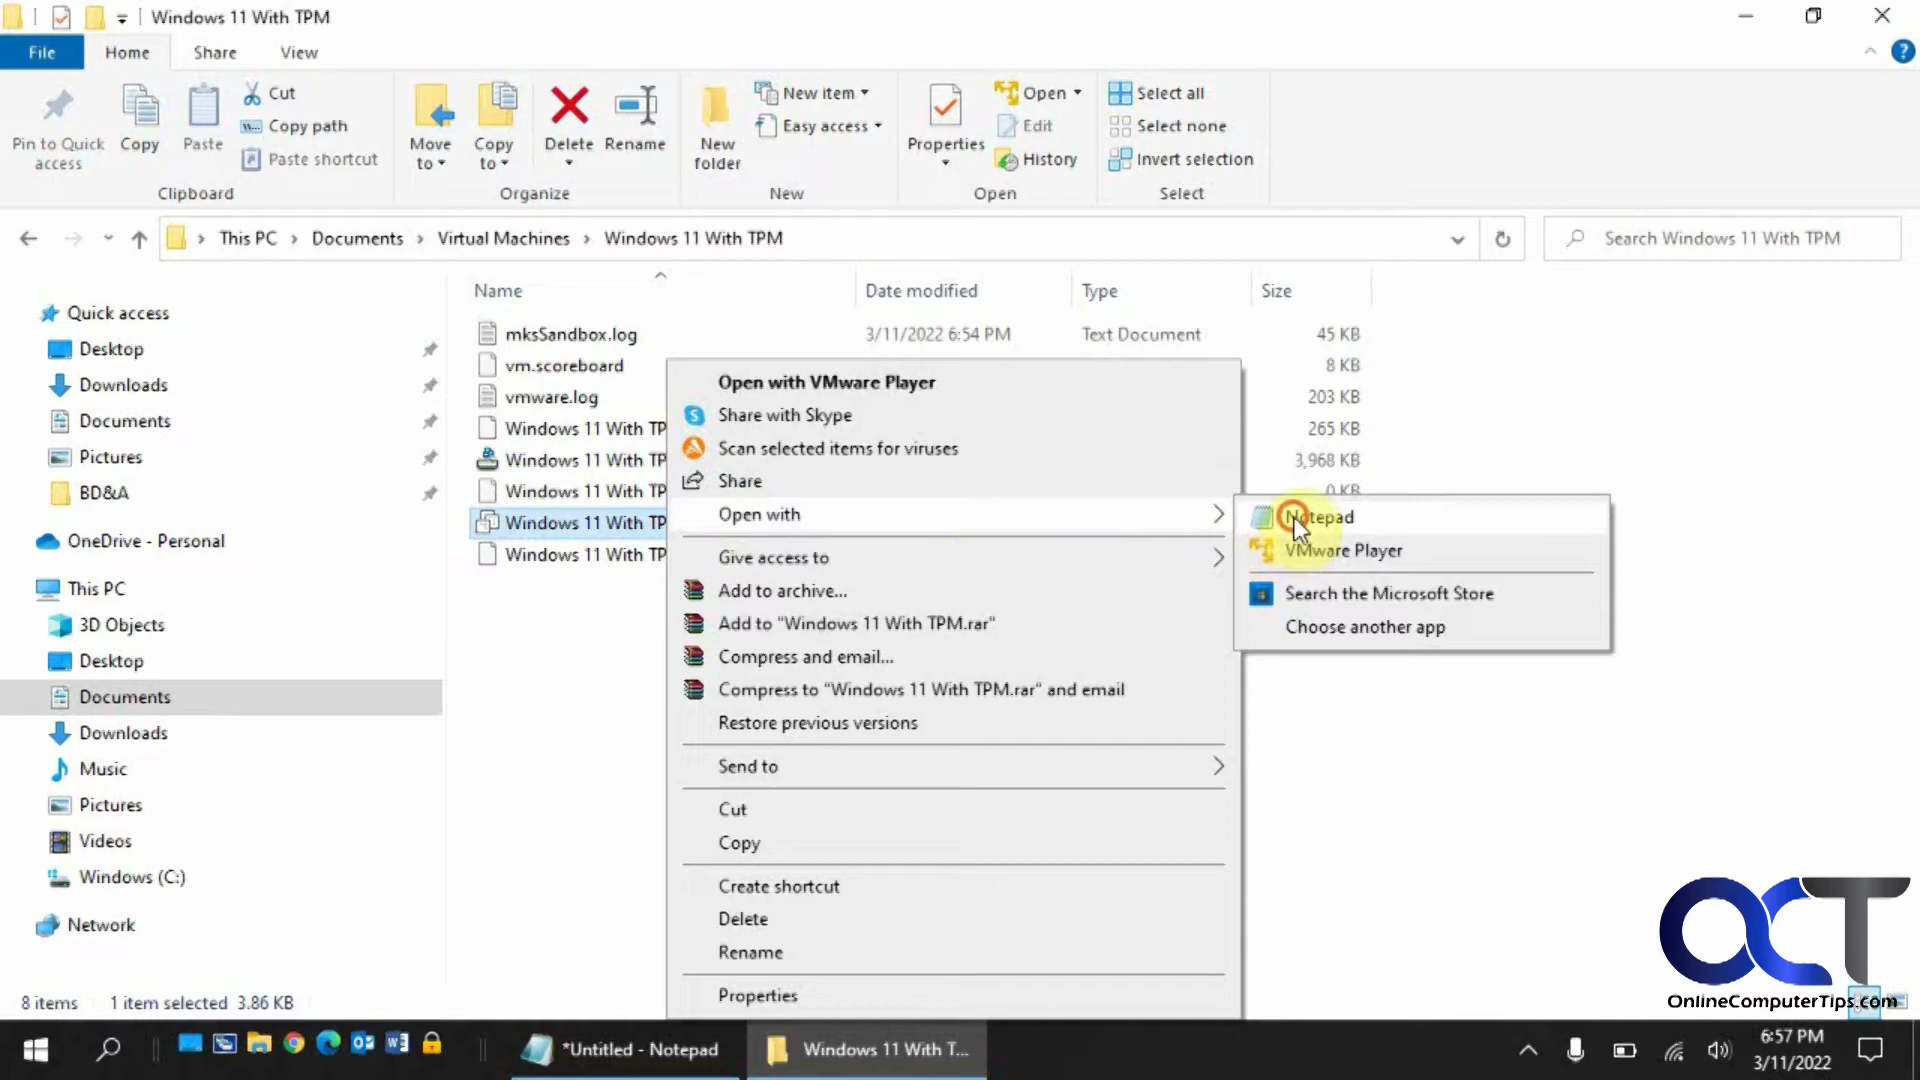 Windows 11 With TPM
File
Home
Share
View
Pin to Quick access
Copy
Paste
Cut
Copy path
Paste shortcut
Clipboard
Move to
Copy to
Delete
Rename
Organize
New folder
New item
Easy access
New
Properties
Open
Edit
History
Open
Select all
Select none
Invert selection
Select
This PC > Documents > Virtual Machines > Windows 11 With TPM
Search Windows 11 With TPM
Name
Date modified
Type
Size
mksSandbox.log 3/11/2022 6:54 PM Text Document 45 KB
vm.scoreboard 8 KB
vmware.log 203 KB
Windows 11 With TP 265 KB
Windows 11 With TP 3,968 KB
Windows 11 With TP 0 KB
Windows 11 With TP
Windows 11 With TP
Quick access
Desktop
Downloads
Documents
Pictures
BD&A
OneDrive - Personal
This PC
3D Objects
Desktop
Documents
Downloads
Music
Pictures
Videos
Windows (C:)
Network
Open with VMware Player
Share with Skype
Scan selected items for viruses
Share
Open with
Give access to
Add to archive...
Add to "Windows 11 With TPM.rar"
Compress and email...
Compress to "Windows 11 With TPM.rar" and email
Restore previous versions
Send to
Cut
Copy
Create shortcut
Delete
Rename
Properties
Notepad
VMware Player
Search the Microsoft Store
Choose another app
8 items 1 item selected 3.86 KB
OCT
OnlineComputerTips.com
*Untitled - Notepad
Windows 11 With T...
6:57 PM
3/11/2022